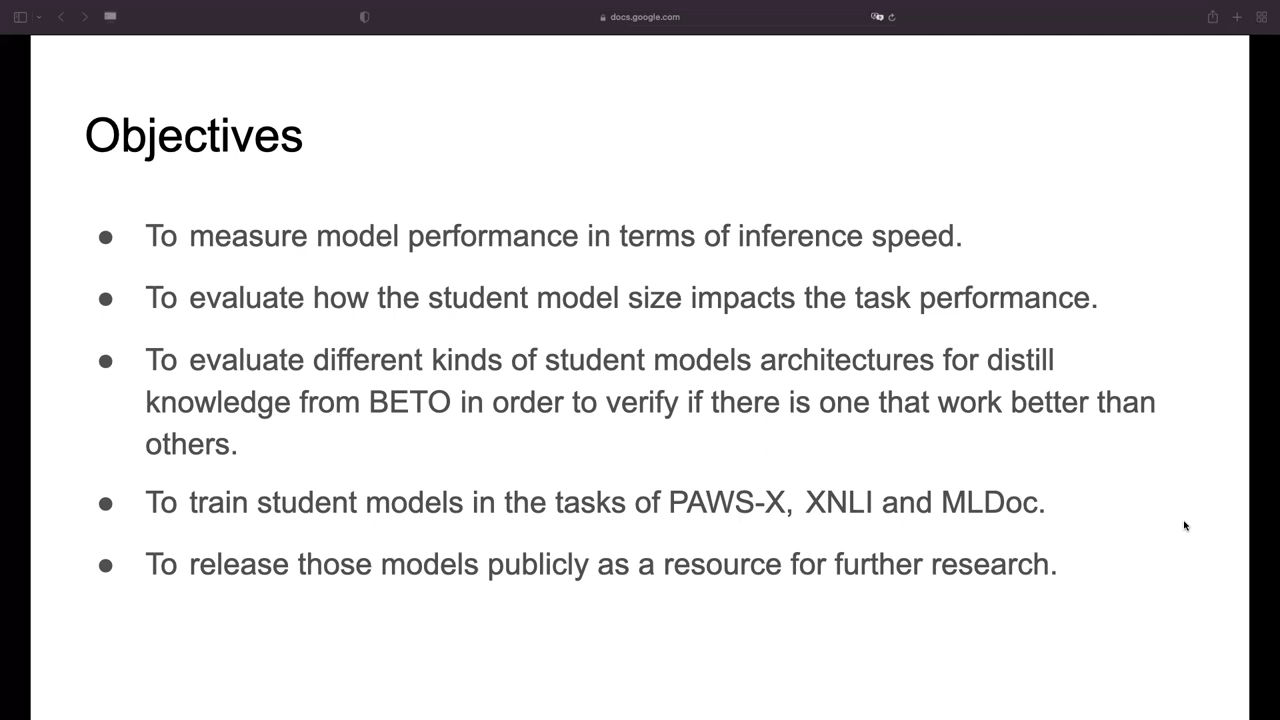 docs.google.com
Objectives
● To measure model performance in terms of inference speed.
● To evaluate how the student model size impacts the task performance.
● To evaluate different kinds of student models architectures for distill
knowledge from BETO in order to verify if there is one that work better than
others.
● To train student models in the tasks of PAWS-X, XNLI and MLDoc.
● To release those models publicly as a resource for further research.